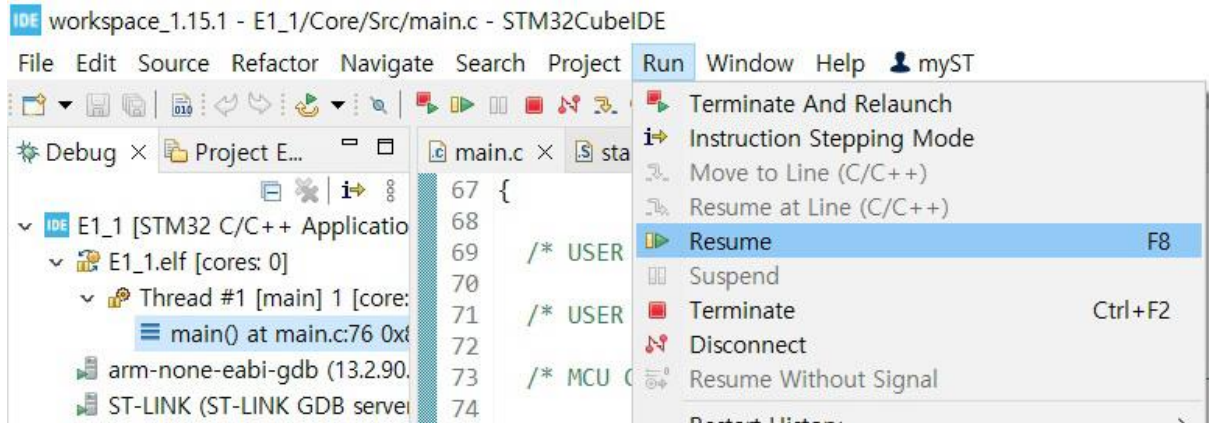 IDE workspace_1.15.1 - E1_1/Core/Src/main.c - STM32CubeIDE
File Edit Source Refactor Navigate Search Project Run Window Help myST
Debug Project E...
main.c
67 {
68
69 /* USER
70
71 /* USER
72
73 /* MCU
74
IDE E1_1 [STM32 C/C++ Applicatio
E1_1.elf [cores: 0]
Thread #1 [main] 1 [core:
main() at main.c:76 0x
arm-none-eabi-gdb (13.2.90.
ST-LINK (ST-LINK GDB server
Terminate And Relaunch
Instruction Stepping Mode
Move to Line (C/C++)
Resume at Line (C/C++)
Resume F8
Suspend
Terminate Ctrl+F2
Disconnect
Resume Without Signal